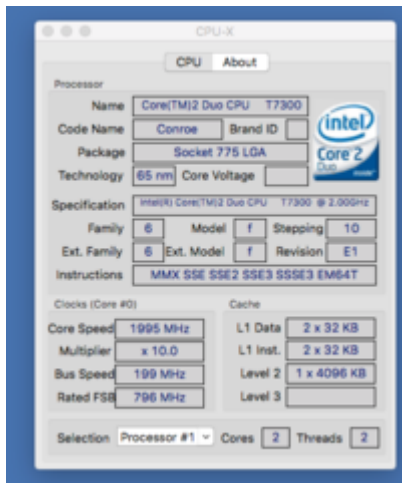 CPU-X
CPU About
Processor
Name Core(TM)2 Duo CPU T7300
Code Name Conroe Brand ID
Package Socket 775 LGA
Technology 65 nm Core Voltage
intel
Core 2
Duo
Specification Intel(R) Core(TM)2 Duo CPU T7300 @ 2.00GHz
Family 6 Model f Stepping 10
Ext. Family 6 Ext. Model f Revision E1
Instructions MMX SSE SSE2 SSE3 SSSE3 EM64T
Clocks (Core #0)
Core Speed 1995 MHz
Multiplier x 10.0
Bus Speed 199 MHz
Rated FSB 796 MHz
Cache
L1 Data 2 x 32 KB
L1 Inst. 2 x 32 KB
Level 2 1 x 4096 KB
Level 3
Selection Processor #1 Cores 2 Threads 2